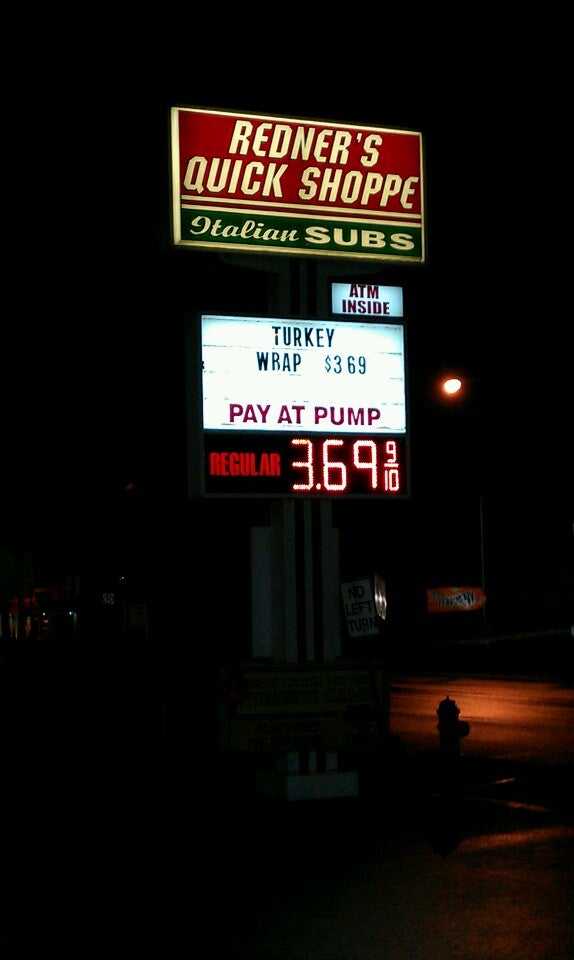 REDNER'S
QUICK SHOPPE
Italian SUBS
ATM
INSIDE
TURKEY
WRAP $3 69
PAY AT PUMP
REGULAR 3.69 9/10
NO
LEFT
TURN